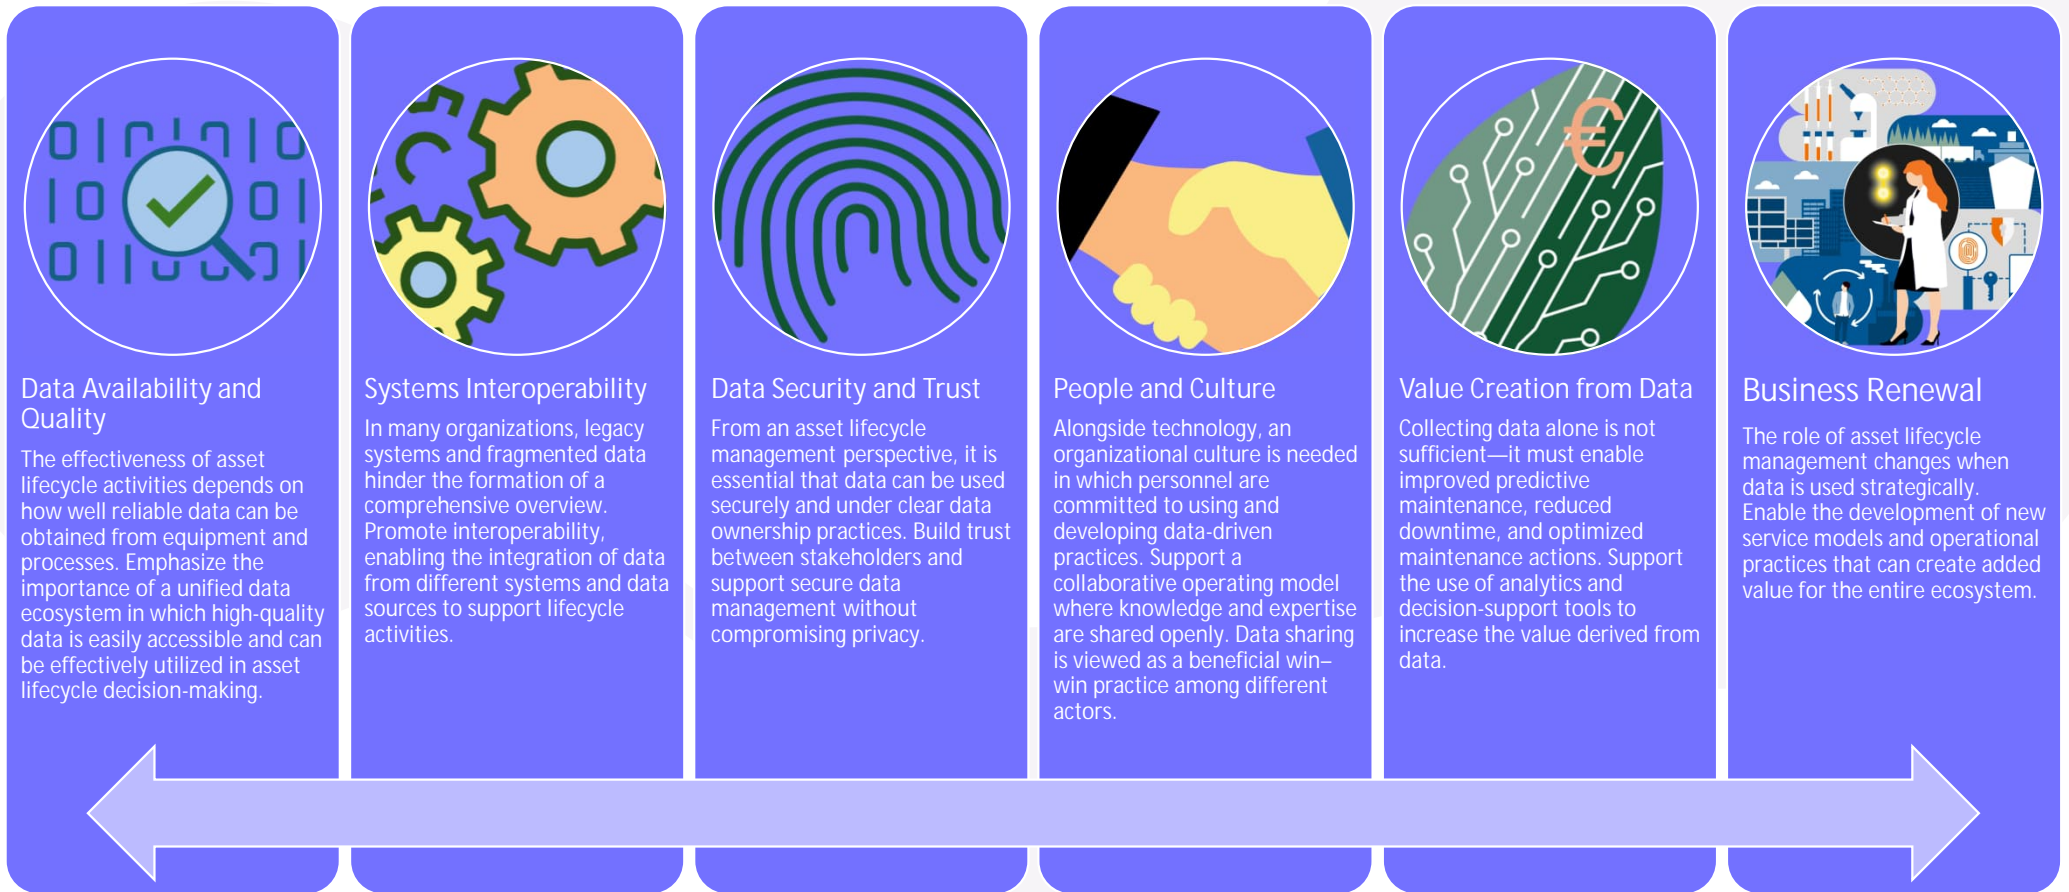 Data Availability and
Quality
The effectiveness of asset
lifecycle activities depends on
how well reliable data can be
obtained from equipment and
processes. Emphasize the
importance of a unified data
ecosystem in which high-quality
data is easily accessible and can
be effectively utilized in asset
lifecycle decision-making.
Systems Interoperability
In many organizations, legacy
systems and fragmented data
hinder the formation of a
comprehensive overview.
Promote interoperability,
enabling the integration of data
from different systems and data
sources to support lifecycle
activities.
Data Security and Trust
From an asset lifecycle
management perspective, it is
essential that data can be used
securely and under clear data
ownership practices. Build trust
between stakeholders and
support secure data
management without
compromising privacy.
People and Culture
Alongside technology, an
organizational culture is needed
in which personnel are
committed to using and
developing data-driven
practices. Support a
collaborative operating model
where knowledge and expertise
are shared openly. Data sharing
is viewed as a beneficial win–
win practice among different
actors.
€
Value Creation from Data
Collecting data alone is not
sufficient—it must enable
improved predictive
maintenance, reduced
downtime, and optimized
maintenance actions. Support
the use of analytics and
decision-support tools to
increase the value derived from
data.
Business Renewal
The role of asset lifecycle
management changes when
data is used strategically.
Enable the development of new
service models and operational
practices that can create added
value for the entire ecosystem.